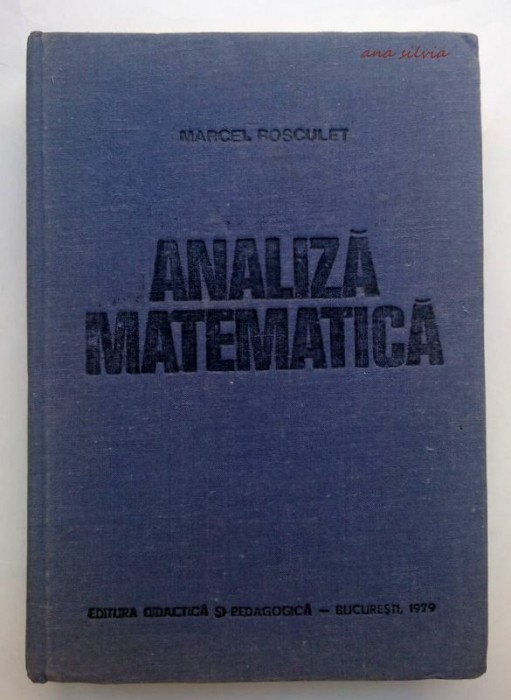 ana silvia
MARCEL ROȘCULEȚ
ANALIZĂ
MATEMATICĂ
EDITURA DIDACTICĂ ȘI PEDAGOGICĂ – BUCUREȘTI, 1979